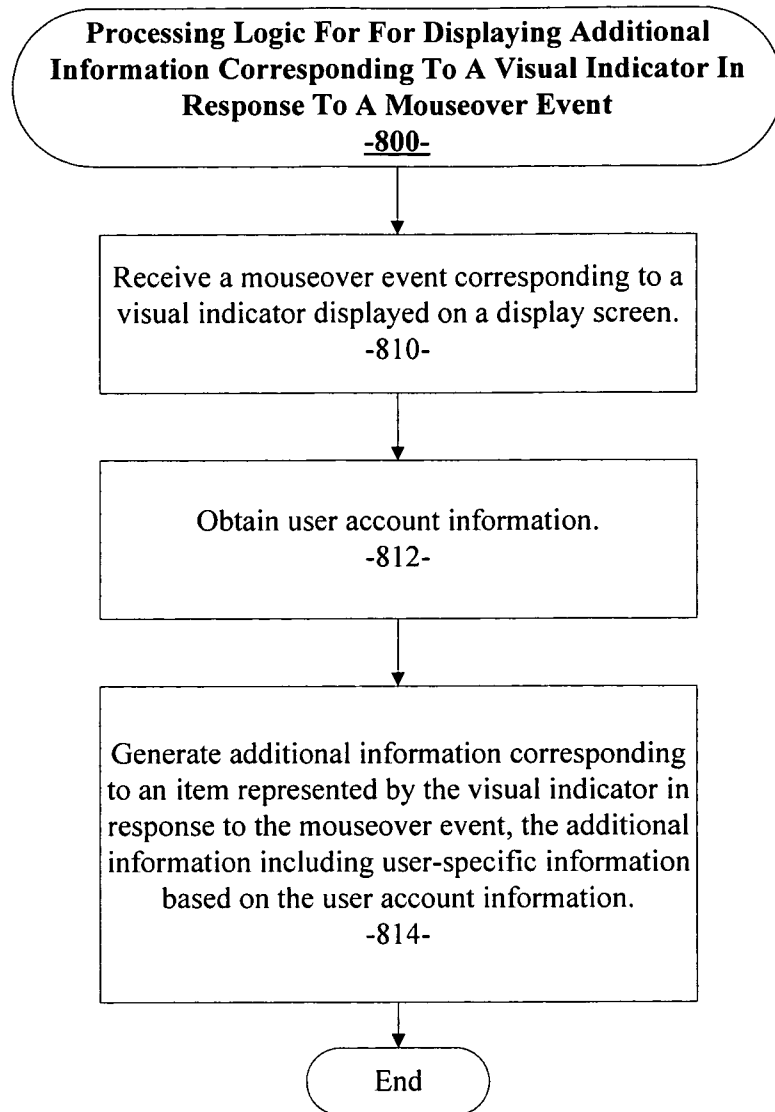 Processing Logic For For Displaying Additional
Information Corresponding To A Visual Indicator In
Response To A Mouseover Event
-800-
Receive a mouseover event corresponding to a
visual indicator displayed on a display screen.
-810-
Obtain user account information.
-812-
Generate additional information corresponding
to an item represented by the visual indicator in
response to the mouseover event, the additional
information including user-specific information
based on the user account information.
-814-
End